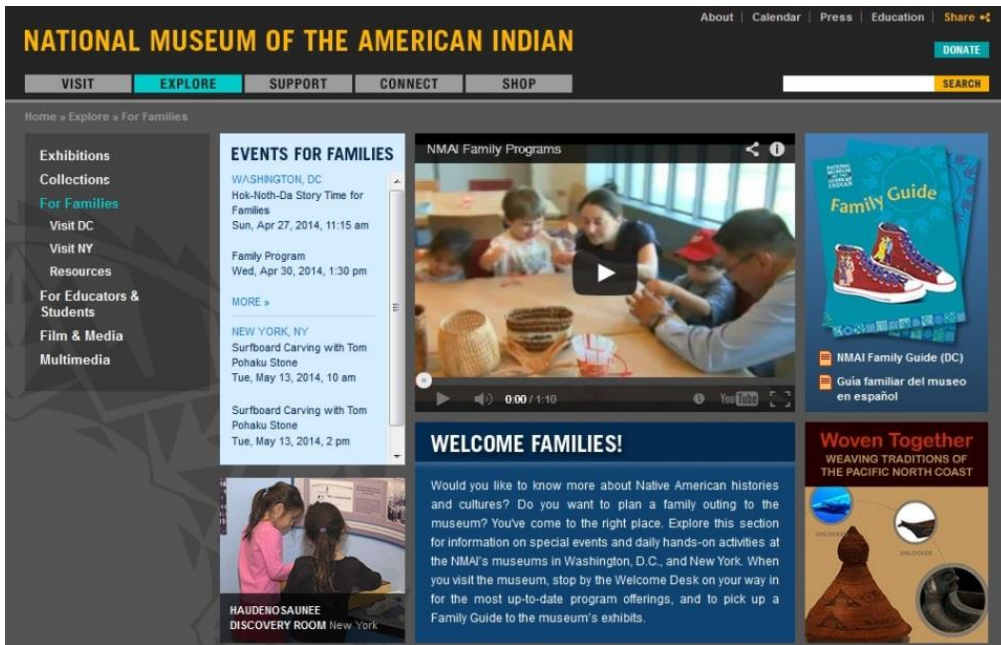 About | Calendar | Press | Education | Share
NATIONAL MUSEUM OF THE AMERICAN INDIAN
DONATE
VISIT
EXPLORE
SUPPORT
CONNECT
SHOP
SEARCH
Home » Explore » For Families
Exhibitions
Collections
For Families
Visit DC
Visit NY
Resources
For Educators &
Students
Film & Media
Multimedia
EVENTS FOR FAMILIES
WASHINGTON, DC
Hok-Noth-Da Story Time for
Families
Sun, Apr 27, 2014, 11:15 am
Family Program
Wed, Apr 30, 2014, 1:30 pm
MORE »
NEW YORK, NY
Surfboard Carving with Tom
Pohaku Stone
Tue, May 13, 2014, 10 am
Surfboard Carving with Tom
Pohaku Stone
Tue, May 13, 2014, 2 pm
HAUDENOSAUNEE
DISCOVERY ROOM New York
NMAI Family Programs
0:00 / 1:10
YouTube
WELCOME FAMILIES!
Would you like to know more about Native American histories
and cultures? Do you want to plan a family outing to the
museum? You've come to the right place. Explore this section
for information on special events and daily hands-on activities at
the NMAI's museums in Washington, D.C., and New York. When
you visit the museum, stop by the Welcome Desk on your way in
for the most up-to-date program offerings, and to pick up a
Family Guide to the museum's exhibits.
NATIONAL
MUSEUM
OF THE
AMERICAN
INDIAN
Family Guide
NMAI Family Guide (DC)
Guía familiar del museo
en español
Woven Together
WEAVING TRADITIONS OF
THE PACIFIC NORTH COAST
UNLOCKED
UNLOCKED